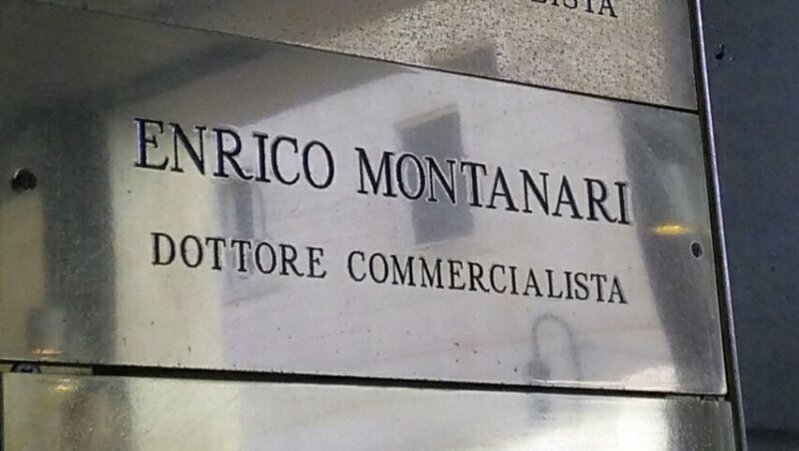 ENRICO MONTANARI
DOTTORE COMMERCIALISTA